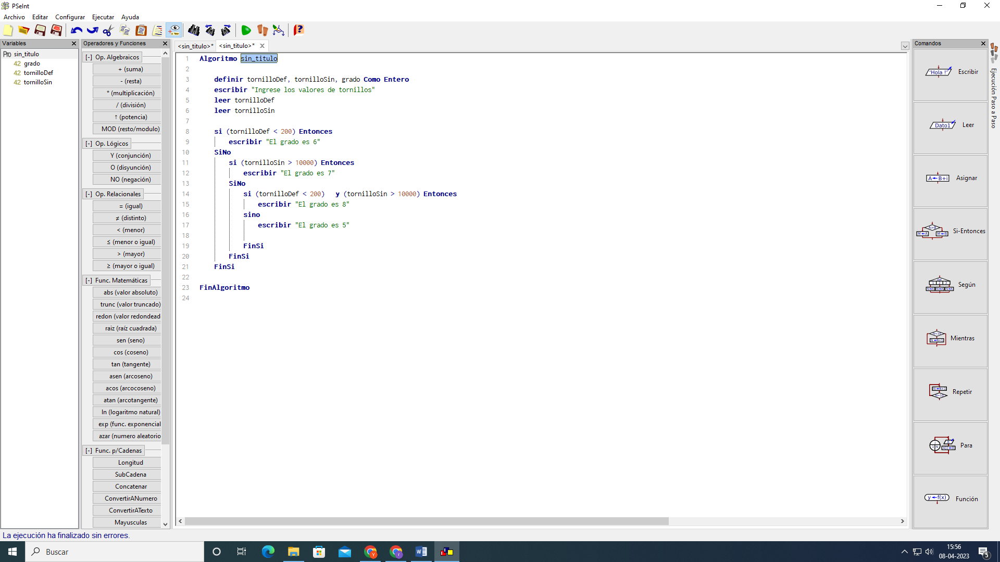 PSeInt
Archivo Editar Configurar Ejecutar Ayuda
Variables
Pro sin_titulo
42 grado
42 tornilloDef
42 tornilloSin
Operadores y Funciones
[-] Op. Algebraicos
+ (suma)
- (resta)
* (multiplicación)
/ (división)
↑ (potencia)
MOD (resto/modulo)
[-] Op. Lógicos
Y (conjunción)
O (disyunción)
NO (negación)
[-] Op. Relacionales
= (igual)
≠ (distinto)
< (menor)
≤ (menor o igual)
> (mayor)
≥ (mayor o igual)
[-] Func. Matemáticas
abs (valor absoluto)
trunc (valor truncado)
redon (valor redondead
raiz (raíz cuadrada)
sen (seno)
cos (coseno)
tan (tangente)
asen (arcoseno)
acos (arcocoseno)
atan (arcotangente)
ln (logaritmo natural)
exp (func. exponencial
azar (numero aleatorio
[-] Func. p/Cadenas
Longitud
SubCadena
Concatenar
ConvertirANumero
ConvertirATexto
Mayusculas
<sin_titulo>* <sin_titulo>*
1 Algoritmo sin_titulo
2
3 definir tornilloDef, tornilloSin, grado Como Entero
4 escribir "Ingrese los valores de tornillos"
5 leer tornilloDef
6 leer tornilloSin
7
8 si (tornilloDef < 200) Entonces
9 escribir "El grado es 6"
10 SiNo
11 si (tornilloSin > 10000) Entonces
12 escribir "El grado es 7"
13 SiNo
14 si (tornilloDef < 200) y (tornilloSin > 10000) Entonces
15 escribir "El grado es 8"
16 sino
17 escribir "El grado es 5"
18
19 FinSi
20 FinSi
21 FinSi
22
23 FinAlgoritmo
24
Comandos
'Hola !' Escribir
Dato1 Leer
A←B+i Asignar
A>B Si-Entonces
Según
Mientras
Repetir
Para
y←f(x) Función
Ejecución Paso a Paso
La ejecución ha finalizado sin errores.
Buscar
15:56
08-04-2023
5